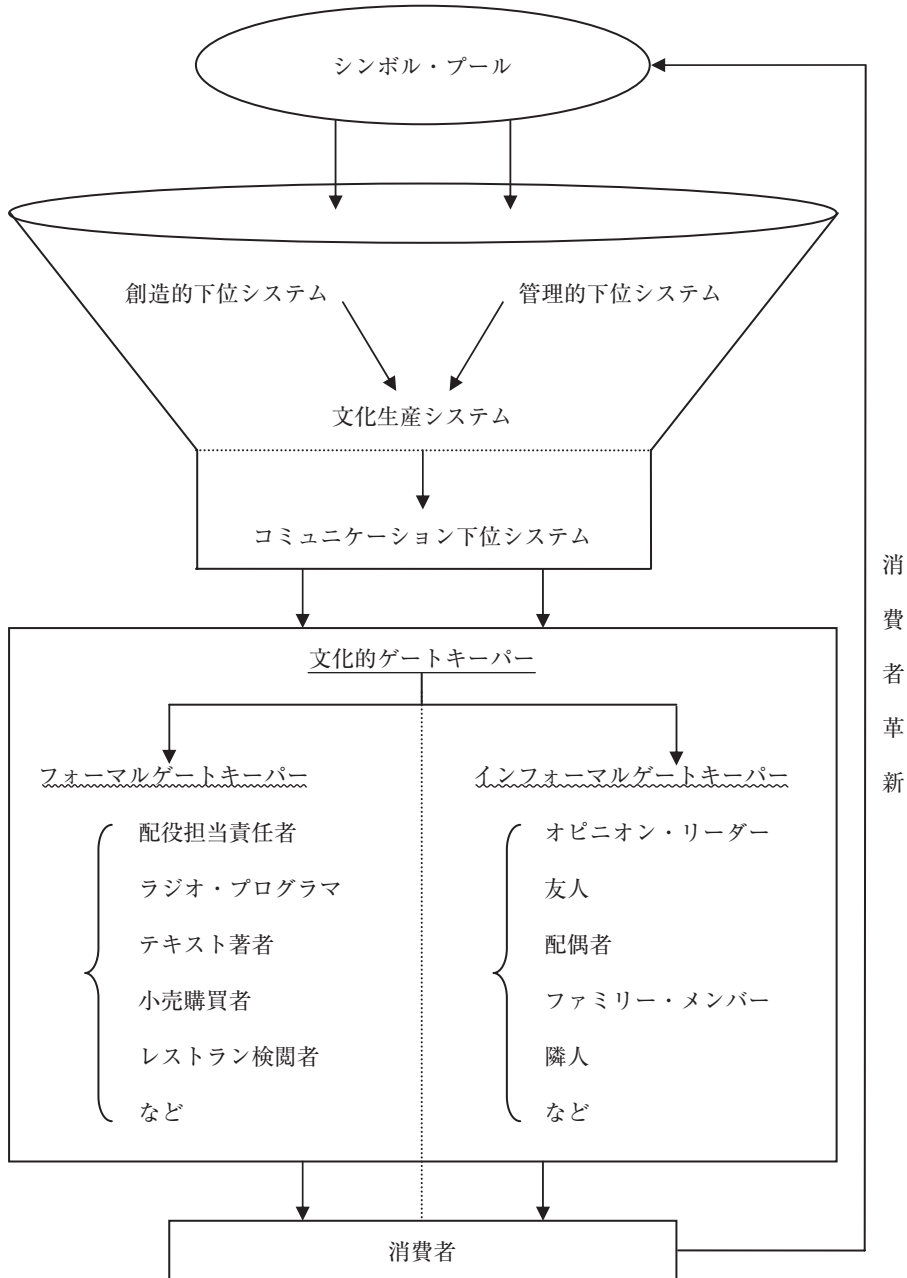 シンボル・プール
創造的下位システム
管理的下位システム
文化生産システム
コミュニケーション下位システム
文化的ゲートキーパー
フォーマルゲートキーパー
配役担当責任者
ラジオ・プログラマ
テキスト著者
小売購買者
レストラン検閲者
など
インフォーマルゲートキーパー
オピニオン・リーダー
友人
配偶者
ファミリー・メンバー
隣人
など
消費者
消費者革新